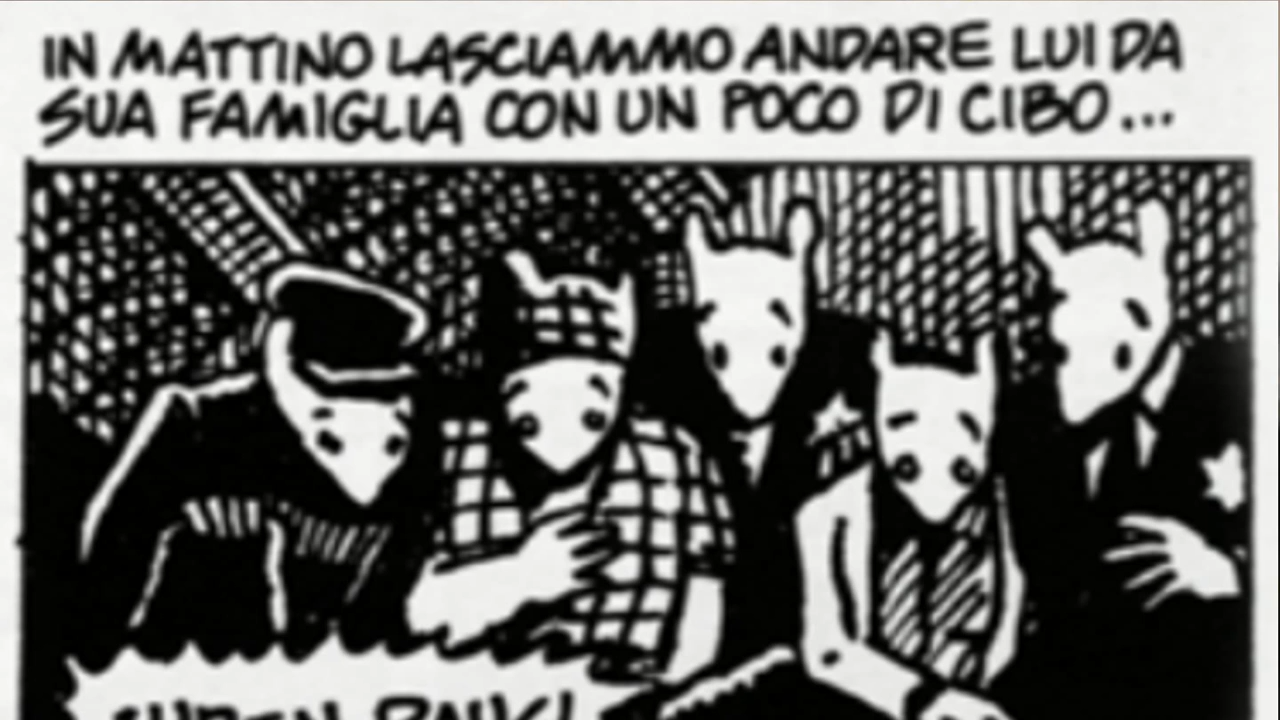 IN MATTINO LASCIAMMO ANDARE LUI DA
SUA FAMIGLIA CON UN POCO DI CIBO...